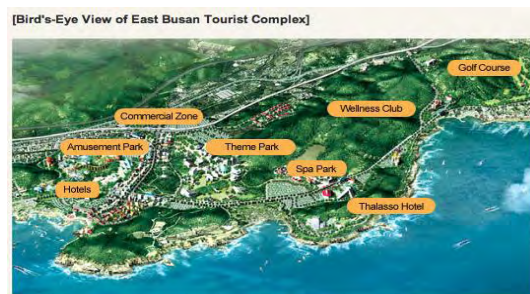 [Bird's-Eye View of East Busan Tourist Complex]
Golf Course
Commercial Zone
Wellness Club
Amusement Park
Theme Park
Spa Park
Hotels
Thalasso Hotel